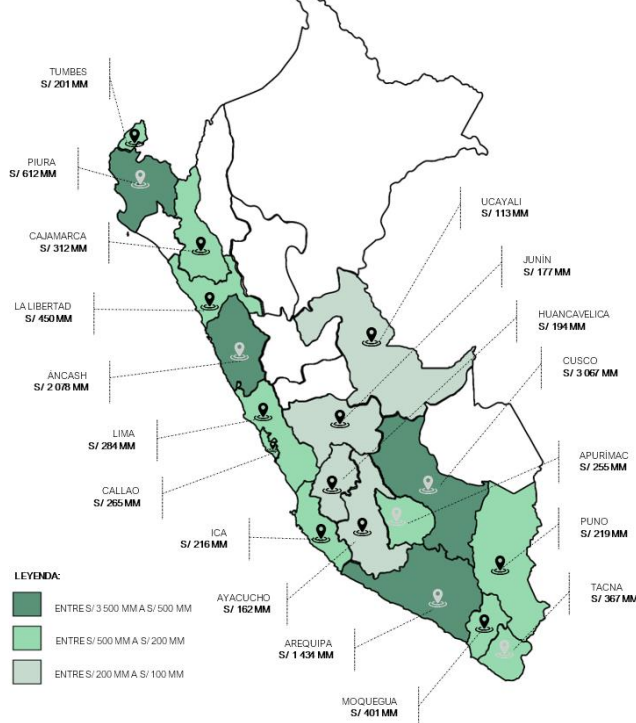 TUMBES
S/ 201 MM
PIURA
S/ 612 MM
CAJAMARCA
S/ 312 MM
LA LIBERTAD
S/ 450 MM
ÁNCASH
S/ 2 078 MM
LIMA
S/ 284 MM
CALLAO
S/ 265 MM
ICA
S/ 216 MM
AYACUCHO
S/ 162 MM
AREQUIPA
S/ 1 434 MM
MOQUEGUA
S/ 401 MM
UCAYALI
S/ 113 MM
JUNÍN
S/ 177 MM
HUANCAVELICA
S/ 194 MM
CUSCO
S/ 3 067 MM
APURÍMAC
S/ 255 MM
PUNO
S/ 219 MM
TACNA
S/ 367 MM
LEYENDA:
ENTRE S/ 3 500 MM A S/ 500 MM
ENTRE S/ 500 MM A S/ 200 MM
ENTRE S/ 200 MM A S/ 100 MM